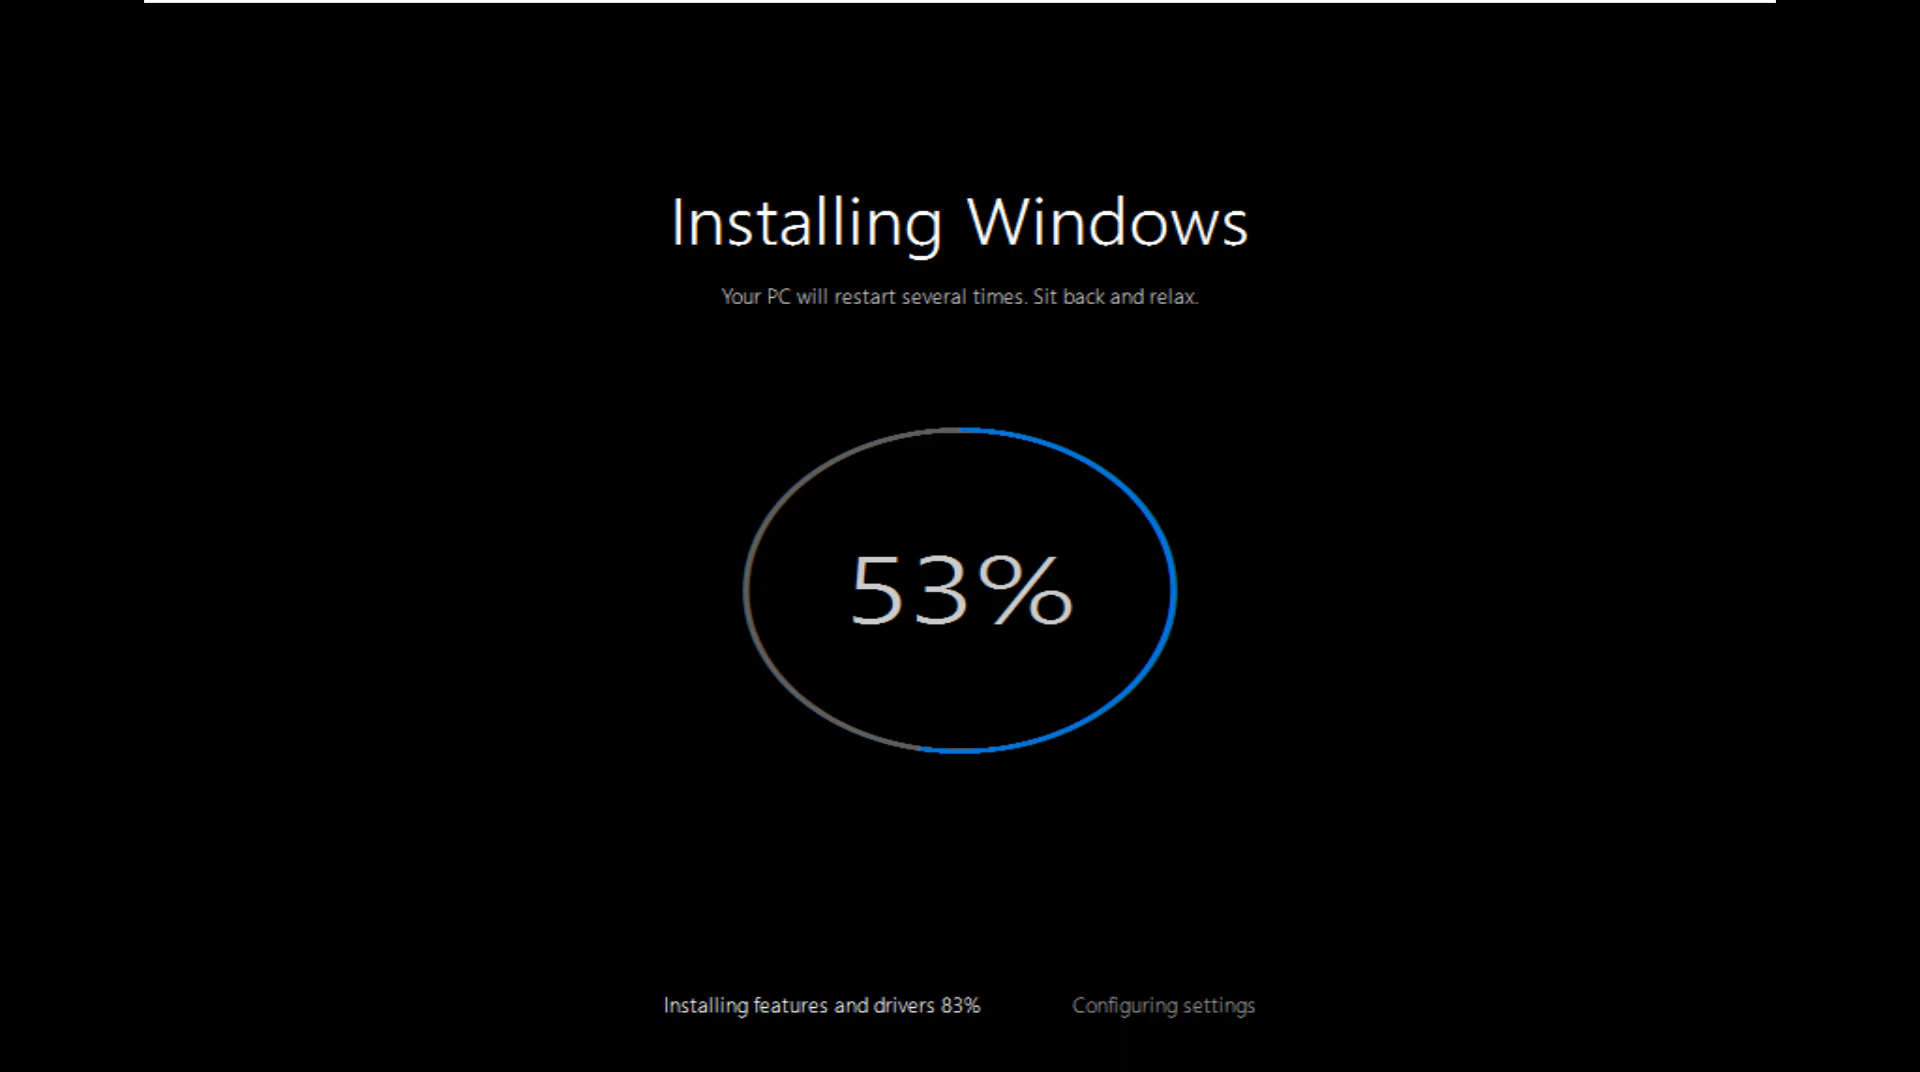 Installing Windows
Your PC will restart several times. Sit back and relax.
53%
Installing features and drivers 83%
Configuring settings